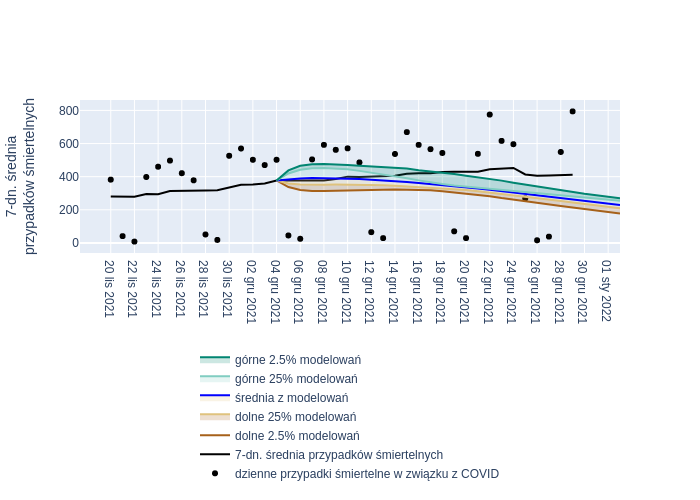 7-dn. średnia
przypadków śmiertelnych
800
600
400
200
0
20 lis 2021
22 lis 2021
24 lis 2021
26 lis 2021
28 lis 2021
30 lis 2021
02 gru 2021
04 gru 2021
06 gru 2021
08 gru 2021
10 gru 2021
12 gru 2021
14 gru 2021
16 gru 2021
18 gru 2021
20 gru 2021
22 gru 2021
24 gru 2021
26 gru 2021
28 gru 2021
30 gru 2021
01 sty 2022
górne 2.5% modelowań
górne 25% modelowań
średnia z modelowań
dolne 25% modelowań
dolne 2.5% modelowań
7-dn. średnia przypadków śmiertelnych
dzienne przypadki śmiertelne w związku z COVID